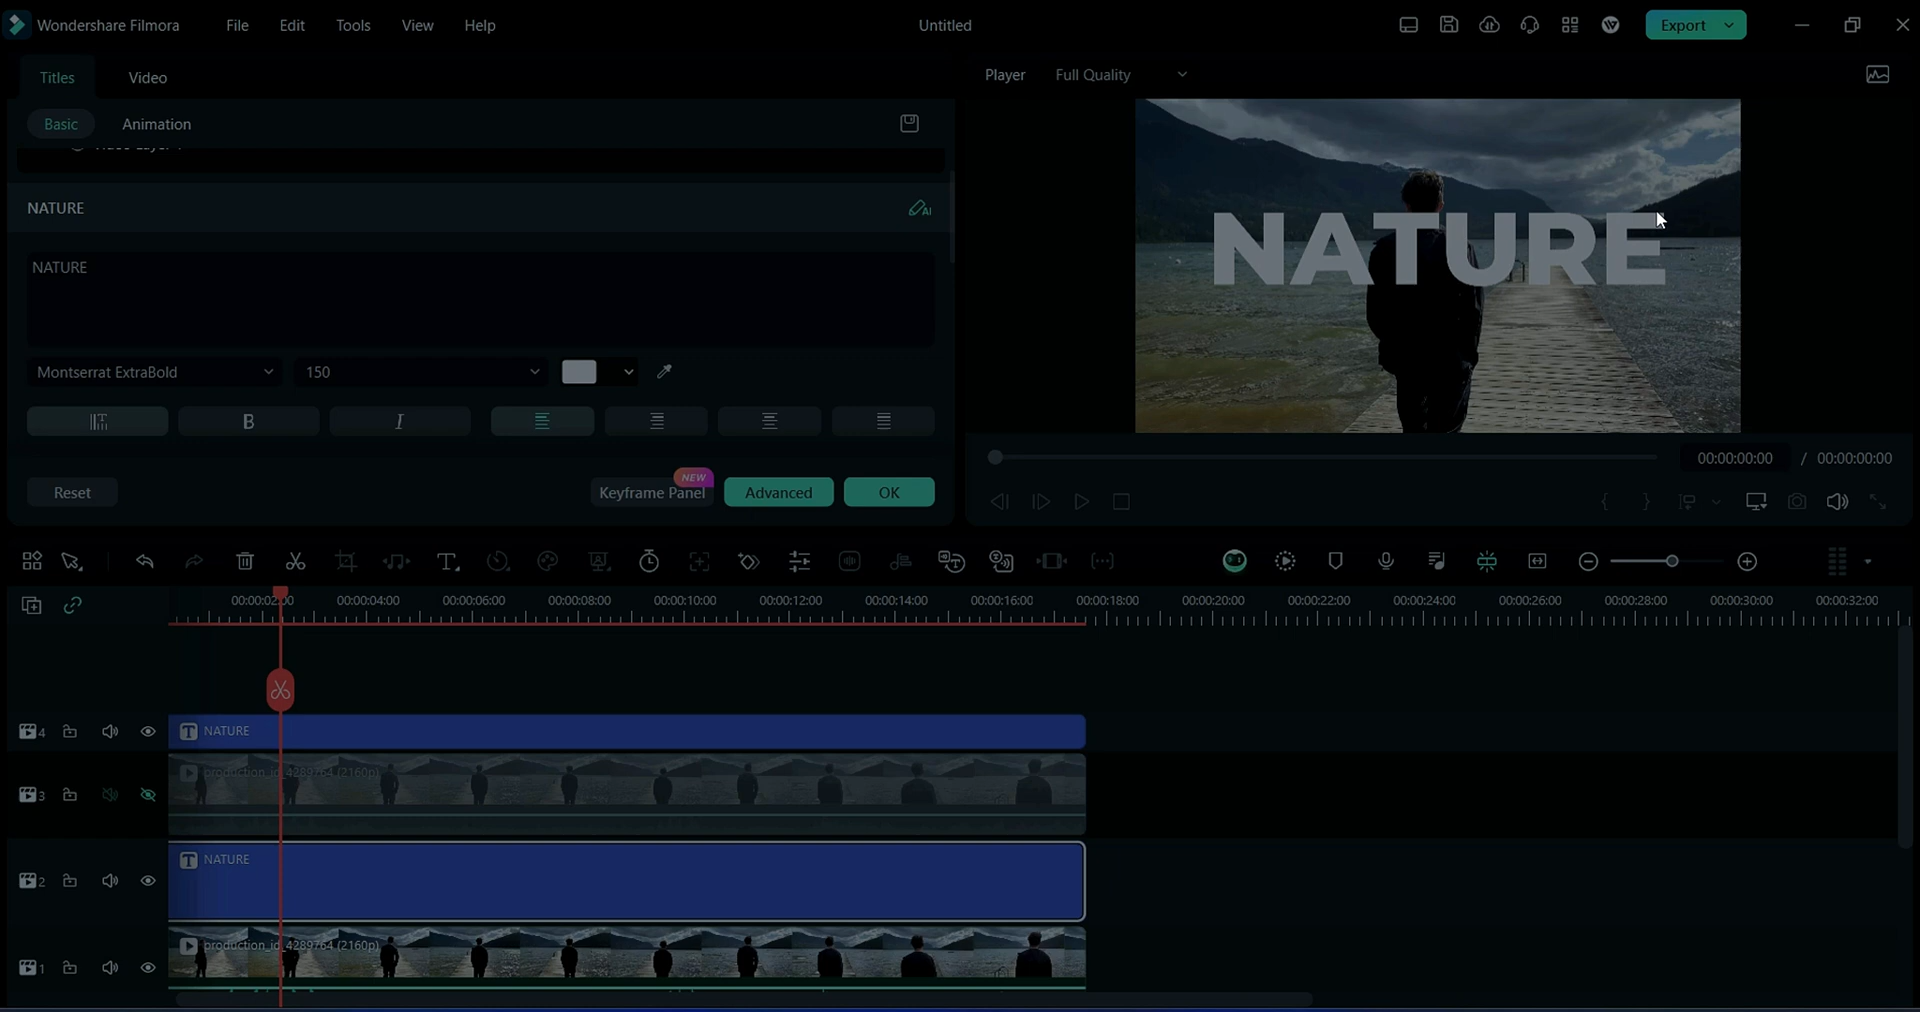 Wondershare Filmora File Edit Tools View Help Untitled Export
Titles Video
Player Full Quality
Basic Animation
NATURE
AI
NATURE
NATURE
Montserrat ExtraBold 150
B I
NEW
Reset Keyframe Panel Advanced OK
00:00:00:00 / 00:00:00:00
00:00:04:00 00:00:06:00 00:00:08:00 00:00:10:00 00:00:12:00 00:00:14:00 00:00:16:00 00:00:18:00 00:00:20:00 00:00:22:00 00:00:24:00 00:00:26:00 00:00:28:00 00:00:30:00 00:00:32:00
4 T NATURE
production_id_4289764 (2160p)
3
T NATURE
2
production_id_4289764 (2160p)
1